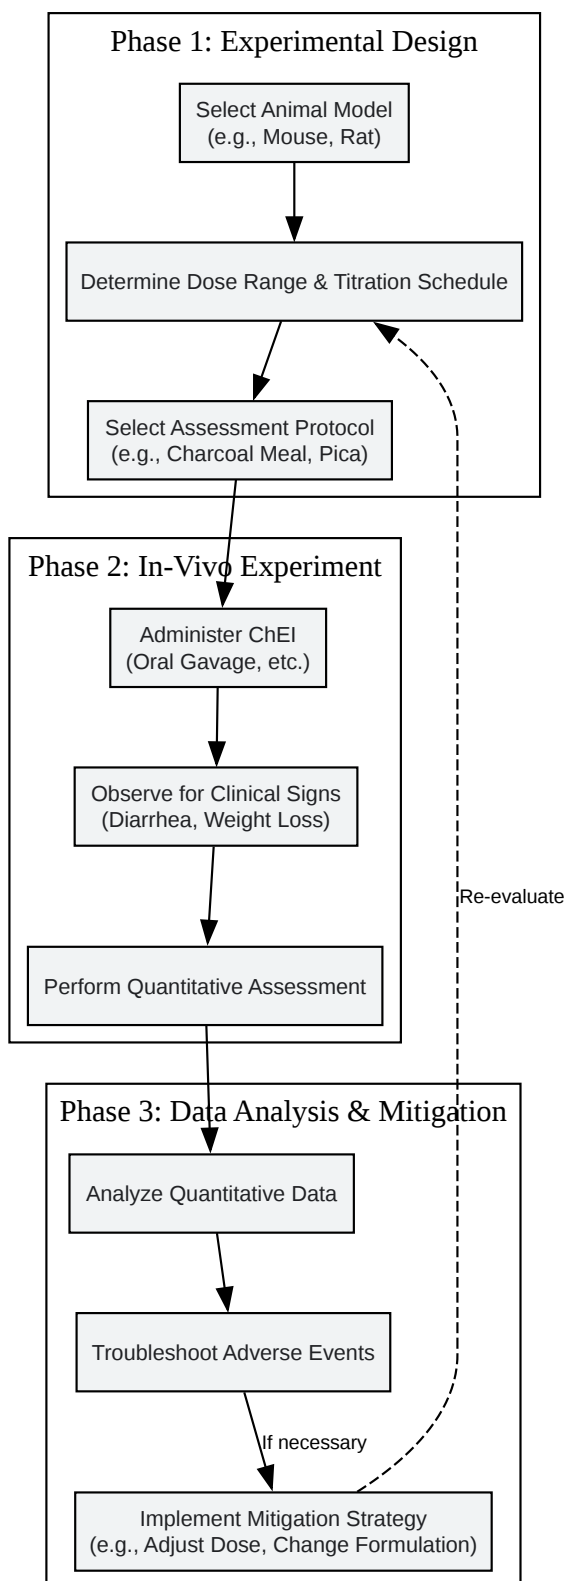 Phase 1: Experimental Design
Select Animal Model
(e.g., Mouse, Rat)
Determine Dose Range & Titration Schedule
Select Assessment Protocol
(e.g., Charcoal Meal, Pica)
Phase 2: In-Vivo Experiment
Administer ChEI
(Oral Gavage, etc.)
Observe for Clinical Signs
(Diarrhea, Weight Loss)
Re-evaluate
Perform Quantitative Assessment
Phase 3: Data Analysis & Mitigation
Analyze Quantitative Data
Troubleshoot Adverse Events
If necessary
Implement Mitigation Strategy
(e.g., Adjust Dose, Change Formulation)